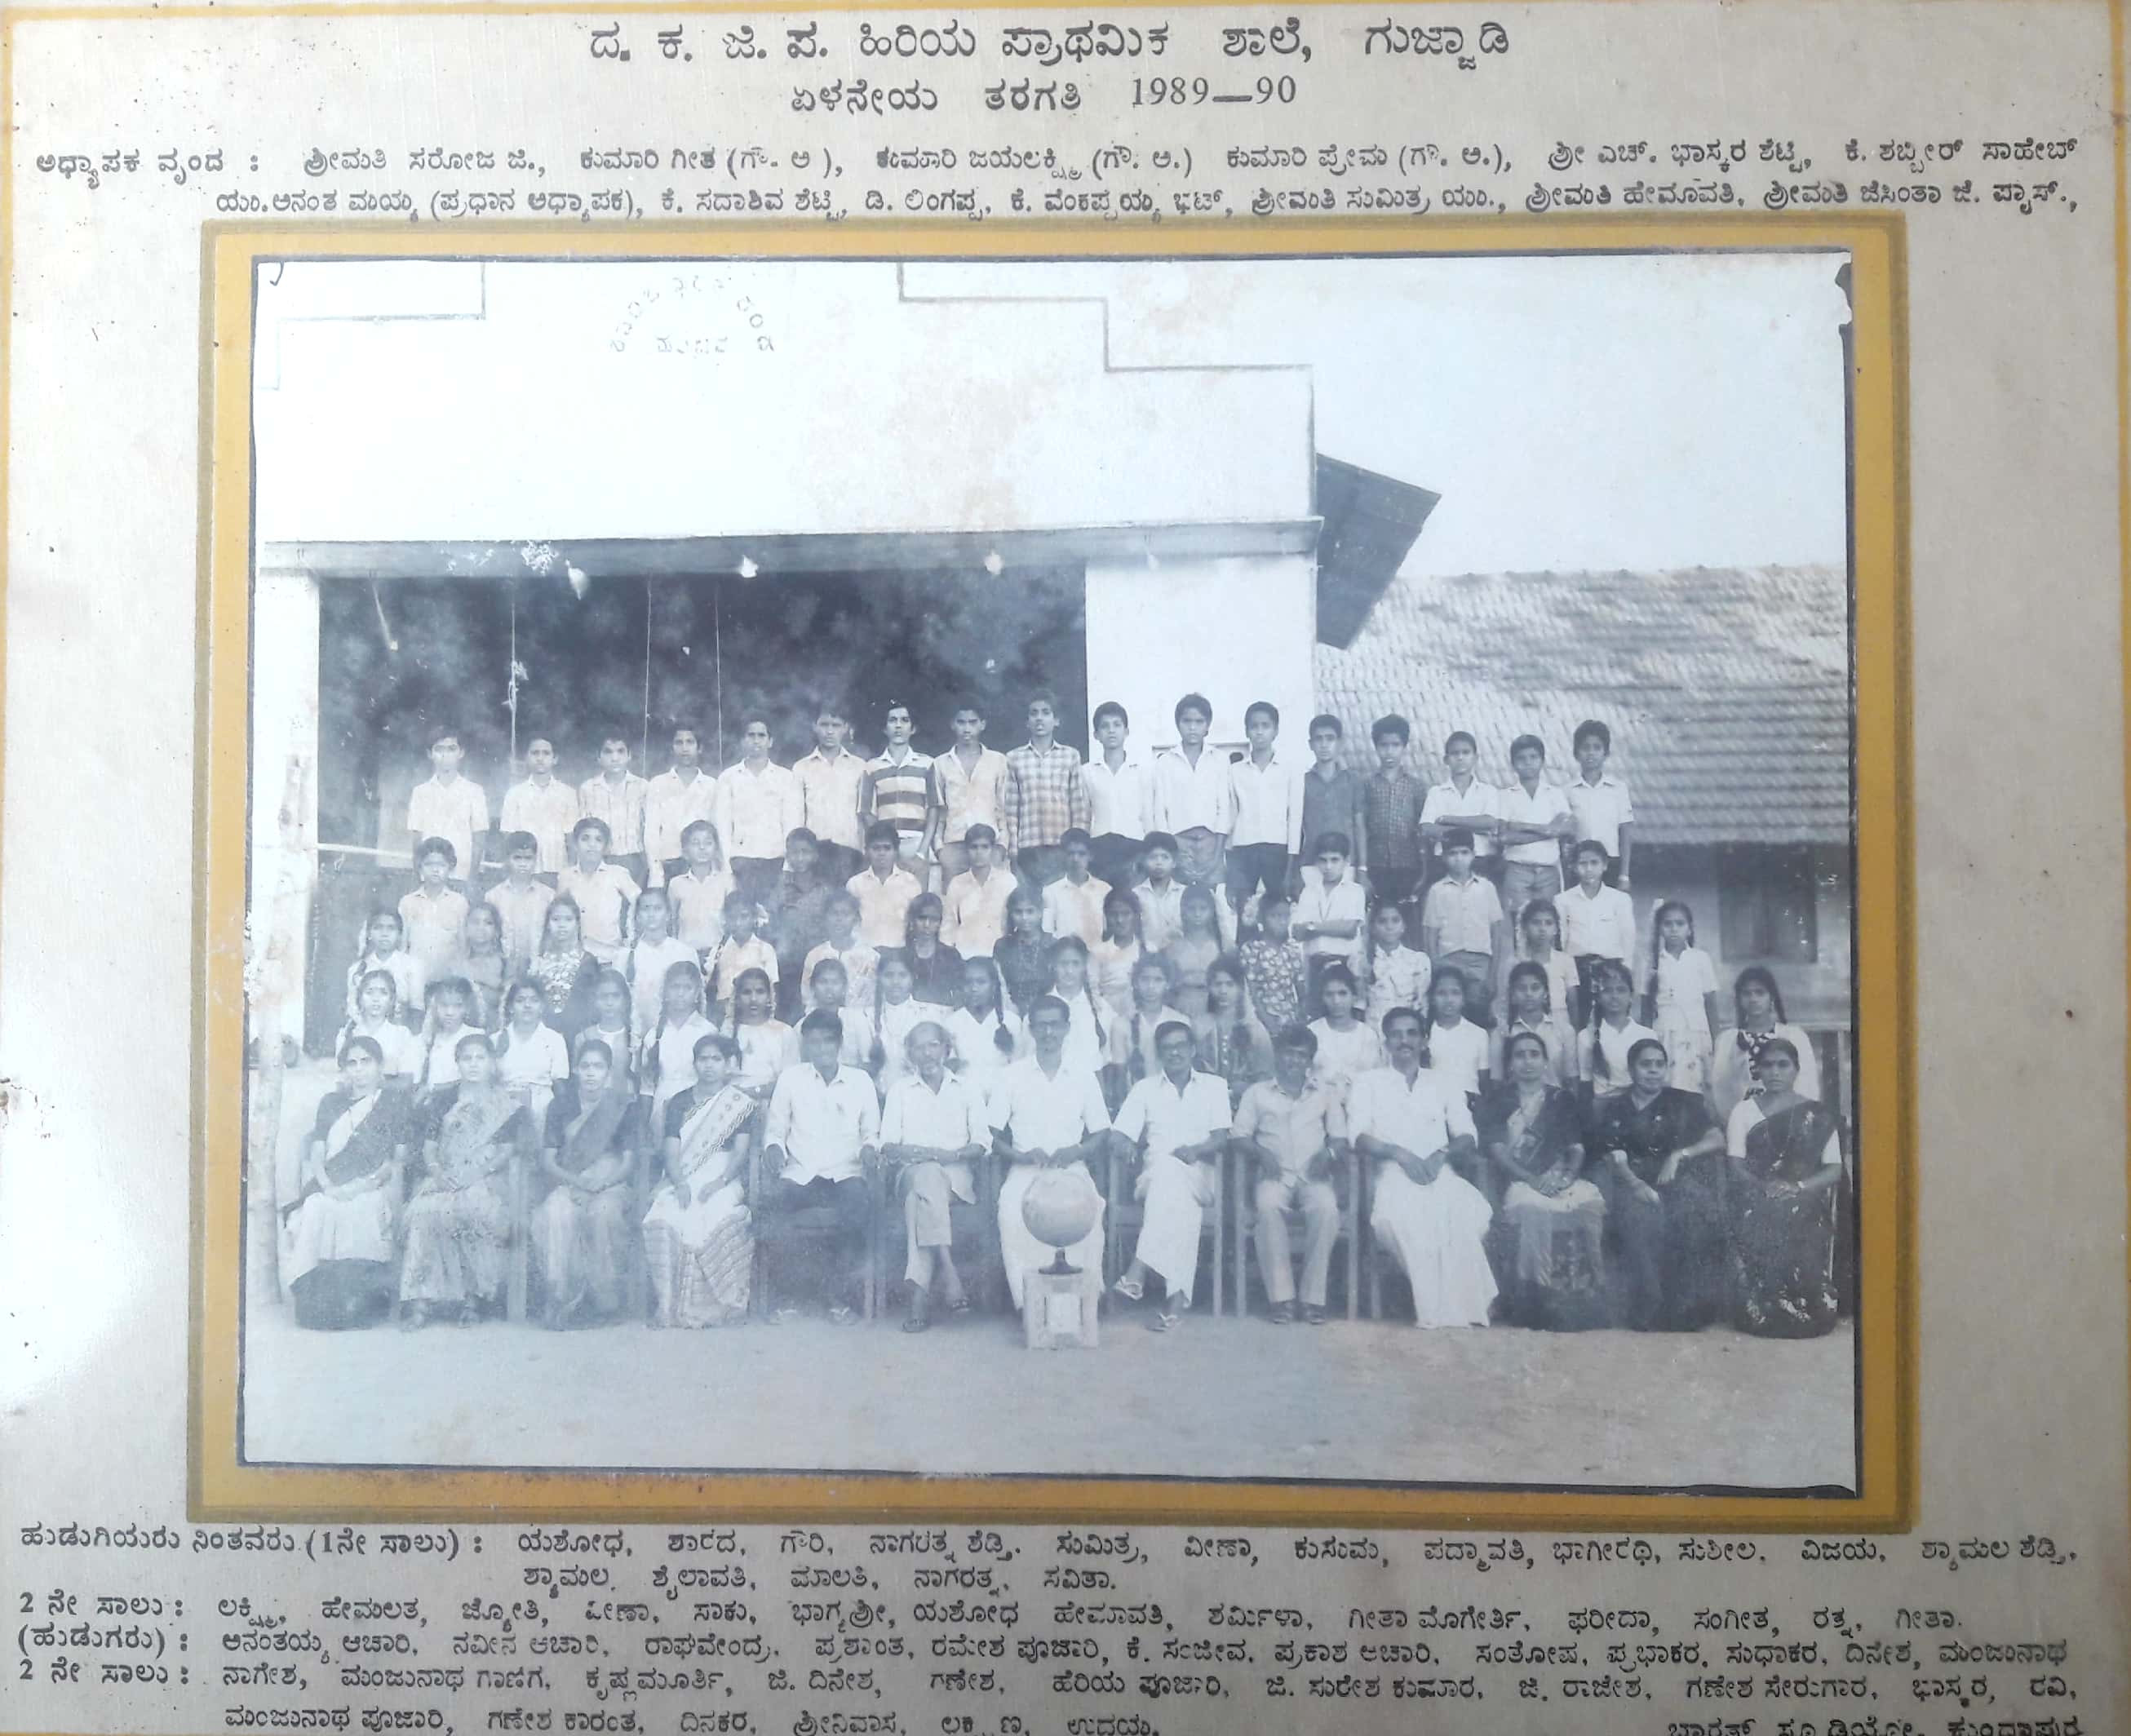 ದ. ಕ. ಜಿ. ಪ. ಹಿರಿಯ ಪ್ರಾಥಮಿಕ ಶಾಲೆ, ಗುಜ್ಜಾಡಿ
ಏಳನೇಯ ತರಗತಿ 1989—90
ಅಧ್ಯಾಪಕ ವೃಂದ : ಶ್ರೀಮತಿ ಸರೋಜ ಜಿ., ಕುಮಾರಿ ಗೀತ (ಗೌ. ಅ ), ಕುಮಾರಿ ಜಯಲಕ್ಷ್ಮಿ (ಗೌ. ಅ.) ಕುಮಾರಿ ಪ್ರೇಮ (ಗೌ. ಅ.), ಶ್ರೀ ಎಚ್. ಭಾಸ್ಕರ ಶೆಟ್ಟಿ, ಕೆ. ಶಬ್ಬೀರ್ ಸಾಹೇಬ್
ಯು.ಅನಂತ ಮಯ್ಯ (ಪ್ರಧಾನ ಅಧ್ಯಾಪಕ), ಕೆ. ಸದಾಶಿವ ಶೆಟ್ಟಿ, ಡಿ. ಲಿಂಗಪ್ಪ, ಕೆ. ವೆಂಕಪ್ಪಯ್ಯ ಭಟ್, ಶ್ರೀಮತಿ ಸುಮಿತ್ರ ಯು., ಶ್ರೀಮತಿ ಹೇಮಾವತಿ, ಶ್ರೀಮತಿ ಜೆಸಿಂತಾ ಜೆ. ಪ್ಯಾಸ್.,
ಹುಡುಗಿಯರು ನಿಂತವರು (1ನೇ ಸಾಲು) : ಯಶೋಧ, ಶಾರದ, ಗೌರಿ, ನಾಗರತ್ನ ಶೆಡ್ತಿ. ಸುಮಿತ್ರ, ವೀಣಾ, ಕುಸುಮ, ಪದ್ಮಾವತಿ, ಭಾಗೀರಥಿ, ಸುಶೀಲ, ವಿಜಯ, ಶ್ಯಾಮಲ ಶೆಡ್ತಿ,
ಶ್ಯಾಮಲ, ಶೈಲಾವತಿ, ಮಾಲತಿ, ನಾಗರತ್ನ, ಸವಿತಾ.
2 ನೇ ಸಾಲು : ಲಕ್ಷ್ಮಿ, ಹೇಮಲತ, ಜ್ಯೋತಿ, ವೀಣಾ, ಸಾಕು, ಭಾಗ್ಯಶ್ರೀ, ಯಶೋಧ ಹೇಮಾವತಿ, ಶರ್ಮಿಳಾ, ಗೀತಾ ಮೊಗೇರ್ತಿ, ಫರೀದಾ, ಸಂಗೀತ, ರತ್ನ, ಗೀತಾ.
(ಹುಡುಗರು) : ಅನಂತಯ್ಯ ಆಚಾರಿ, ನವೀನ ಆಚಾರಿ, ರಾಘವೇಂದ್ರ, ಪ್ರಶಾಂತ, ರಮೇಶ ಪೂಜಾರಿ, ಕೆ. ಸಂಜೀವ, ಪ್ರಕಾಶ ಆಚಾರಿ, ಸಂತೋಷ, ಪ್ರಭಾಕರ, ಸುಧಾಕರ, ದಿನೇಶ, ಮಂಜುನಾಥ
2 ನೇ ಸಾಲು : ನಾಗೇಶ, ಮಂಜುನಾಥ ಗಾಣಿಗ, ಕೃಷ್ಣಮೂರ್ತಿ, ಜಿ. ದಿನೇಶ, ಗಣೇಶ, ಹೆರಿಯ ಪೂಜಾರಿ, ಜಿ. ಸುರೇಶ ಕುಮಾರ, ಜಿ. ರಾಜೇಶ, ಗಣೇಶ ಸೇರುಗಾರ, ಭಾಸ್ಕರ, ರವಿ,
ಮಂಜುನಾಥ ಪೂಜಾರಿ, ಗಣೇಶ ಕಾರಂತ, ದಿನಕರ, ಶ್ರೀನಿವಾಸ, ಲಕ್ಷ್ಮಣ, ಉದಯ.
ಭಾರತ್ ಸ್ಟೂಡಿಯೋ, ಕುಂದಾಪುರ